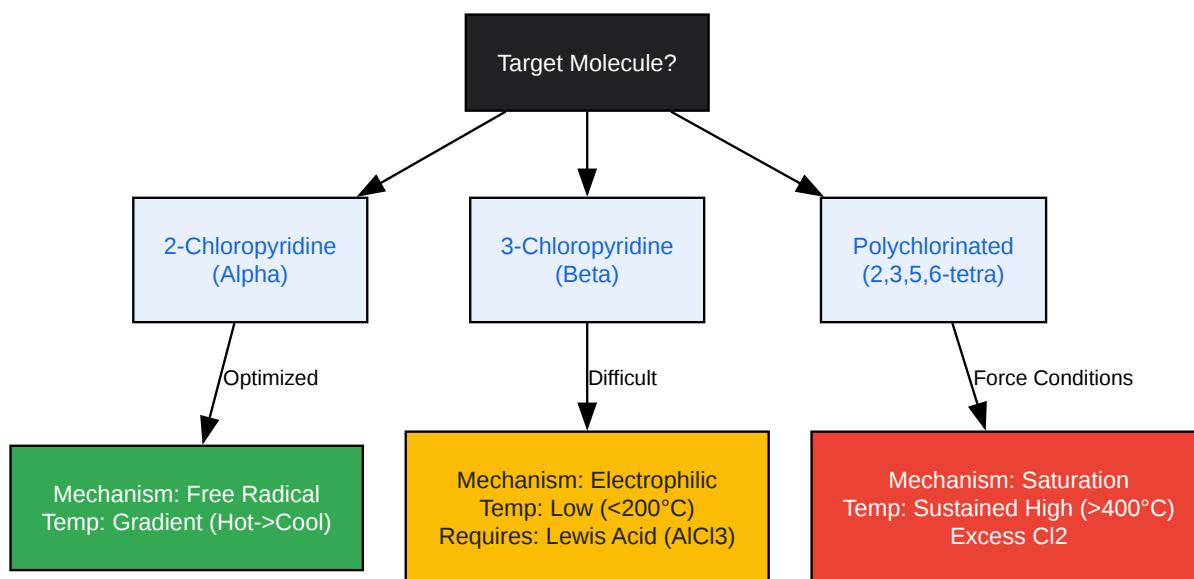 Target Molecule?
2-Chloropyridine
(Alpha)
3-Chloropyridine
(Beta)
Polychlorinated
(2,3,5,6-tetra)
Optimized
Difficult
Force Conditions
Mechanism: Free Radical
Temp: Gradient (Hot->Cool)
Mechanism: Electrophilic
Temp: Low (<200°C)
Requires: Lewis Acid (AlCl3)
Mechanism: Saturation
Temp: Sustained High (>400°C)
Excess Cl2